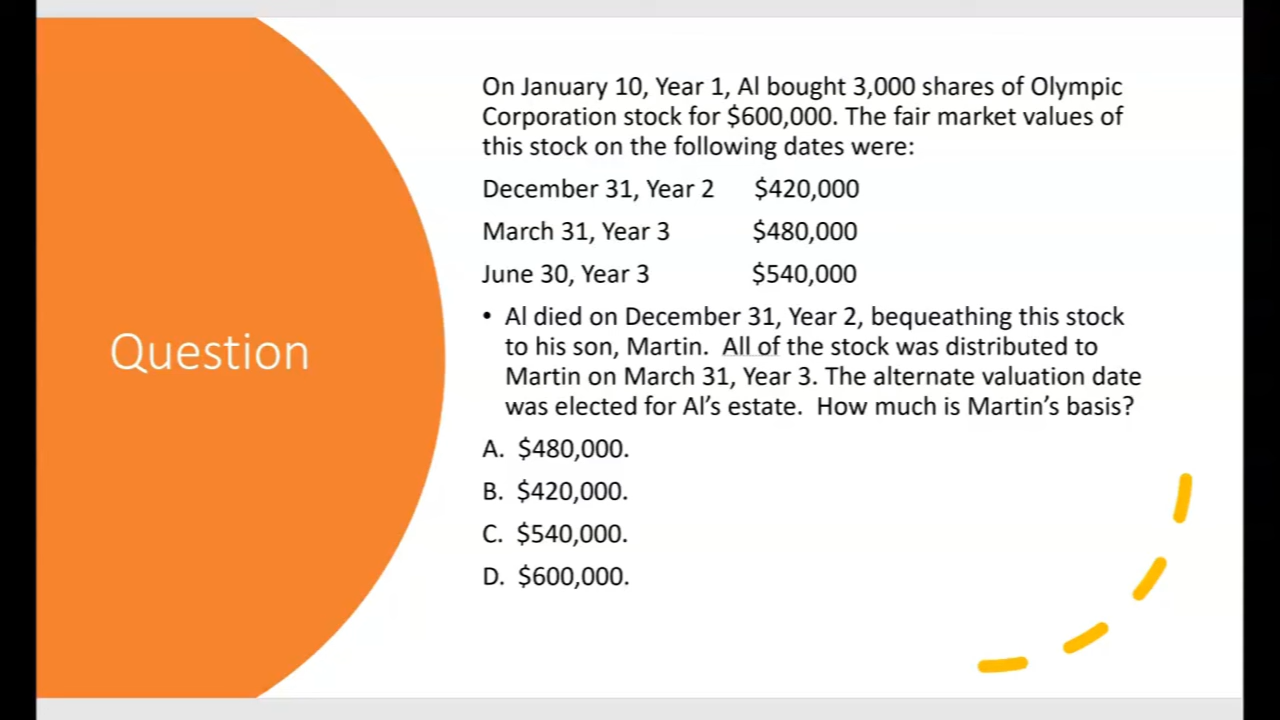 Question
On January 10, Year 1, Al bought 3,000 shares of Olympic
Corporation stock for $600,000. The fair market values of
this stock on the following dates were:
December 31, Year 2 $420,000
March 31, Year 3 $480,000
June 30, Year 3 $540,000
• Al died on December 31, Year 2, bequeathing this stock
to his son, Martin. All of the stock was distributed to
Martin on March 31, Year 3. The alternate valuation date
was elected for Al’s estate. How much is Martin’s basis?
A. $480,000.
B. $420,000.
C. $540,000.
D. $600,000.